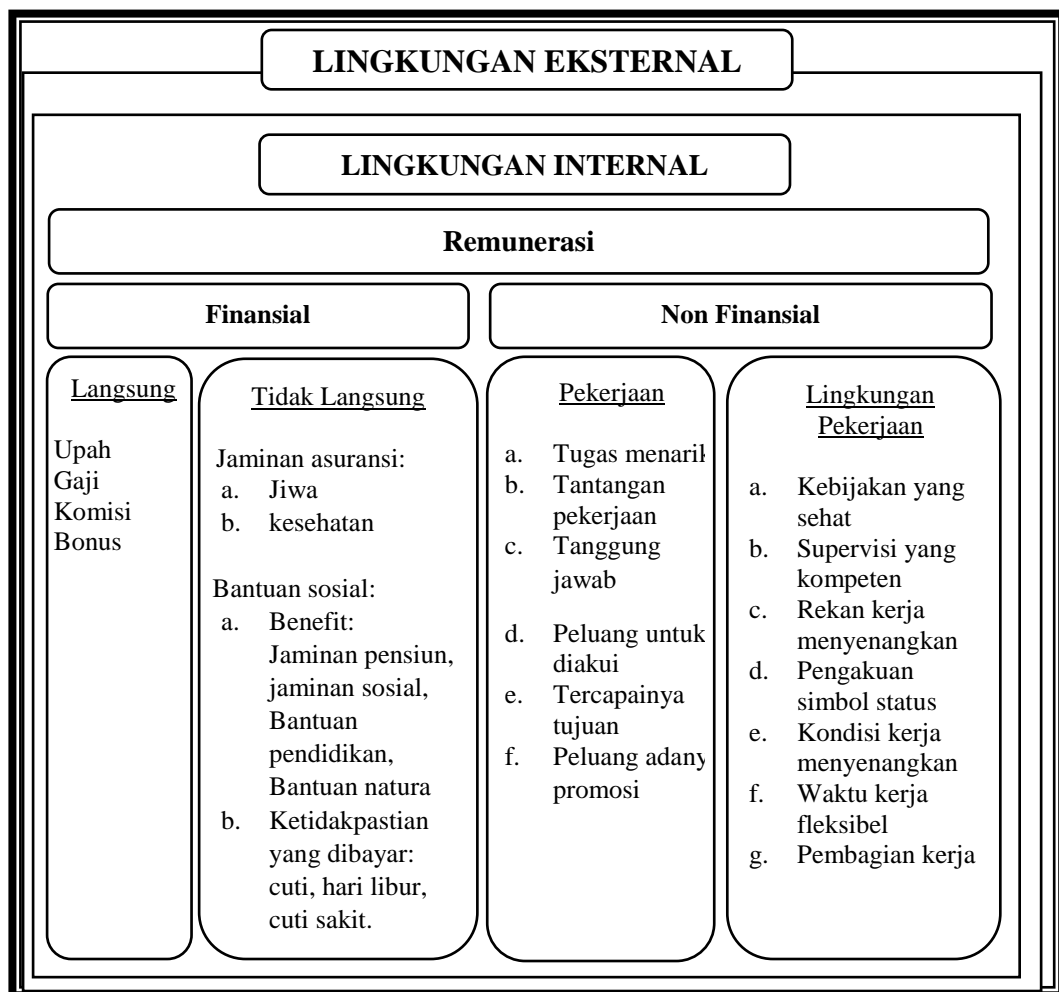 LINGKUNGAN EKSTERNAL
LINGKUNGAN INTERNAL
Remunerasi
Finansial
Non Finansial
Langsung
Upah
Gaji
Komisi
Bonus
Tidak Langsung
Jaminan asuransi:
a. Jiwa
b. kesehatan
Bantuan sosial:
a. Benefit:
Jaminan pensiun,
jaminan sosial,
Bantuan
pendidikan,
Bantuan natura
b. Ketidakpastian
yang dibayar:
cuti, hari libur,
cuti sakit.
Pekerjaan
a. Tugas menarik
b. Tantangan
pekerjaan
c. Tanggung
jawab
d. Peluang untuk
diakui
e. Tercapainya
tujuan
f. Peluang adany
promosi
Lingkungan
Pekerjaan
a. Kebijakan yang
sehat
b. Supervisi yang
kompeten
c. Rekan kerja
menyenangkan
d. Pengakuan
simbol status
e. Kondisi kerja
menyenangkan
f. Waktu kerja
fleksibel
g. Pembagian kerja